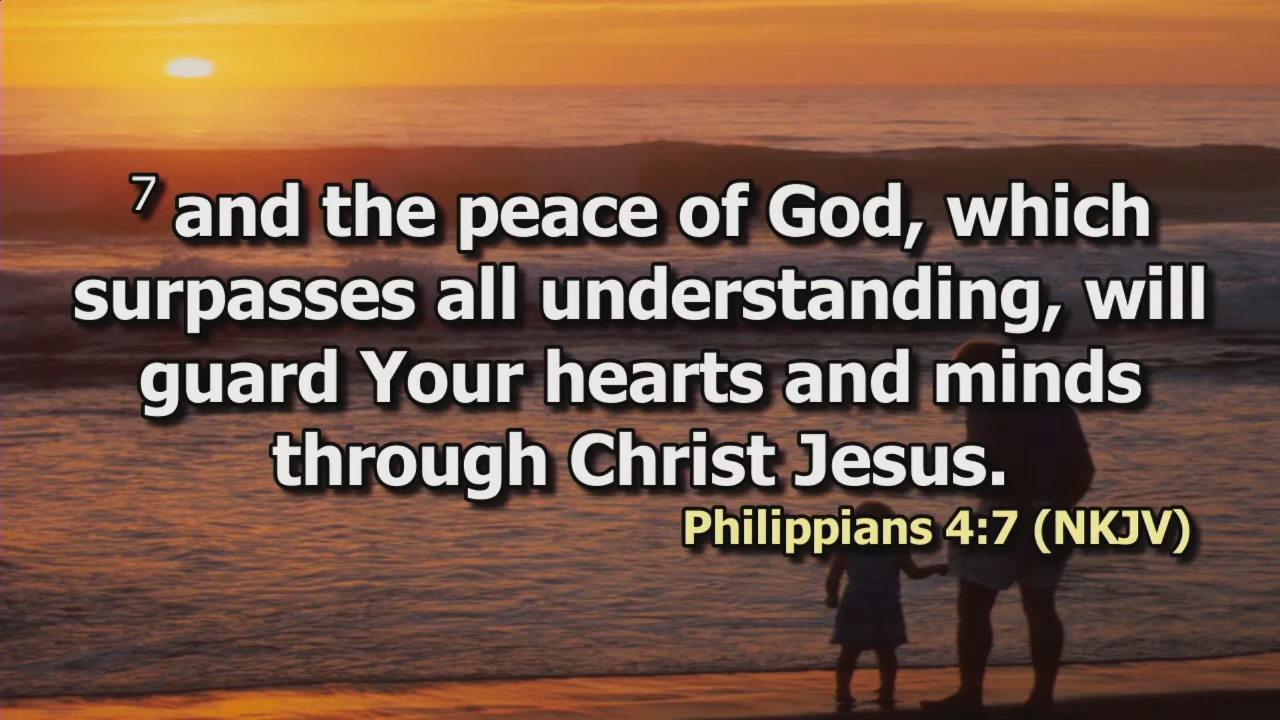 7 and the peace of God, which
surpasses all understanding, will
guard Your hearts and minds
through Christ Jesus.
Philippians 4:7 (NKJV)